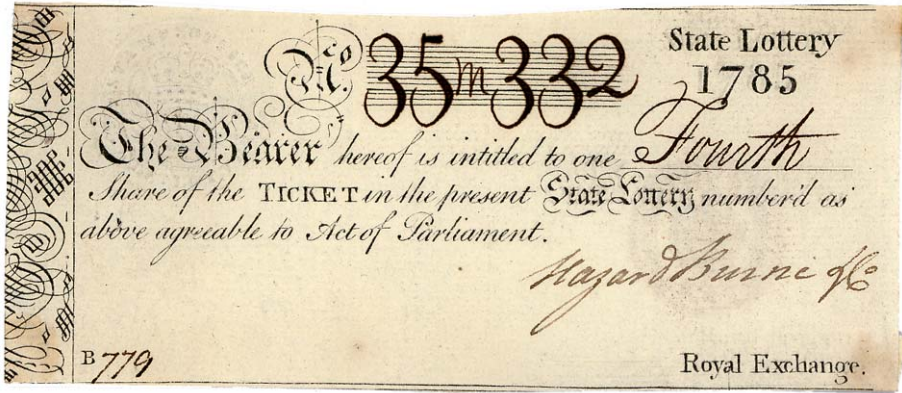 No. 35m332
State Lottery
1785
The Bearer hereof is intitled to one Fourth
Share of the TICKET in the present State Lottery number'd as
above agreeable to Act of Parliament.
Hazard Burne & Co
B 779
Royal Exchange.